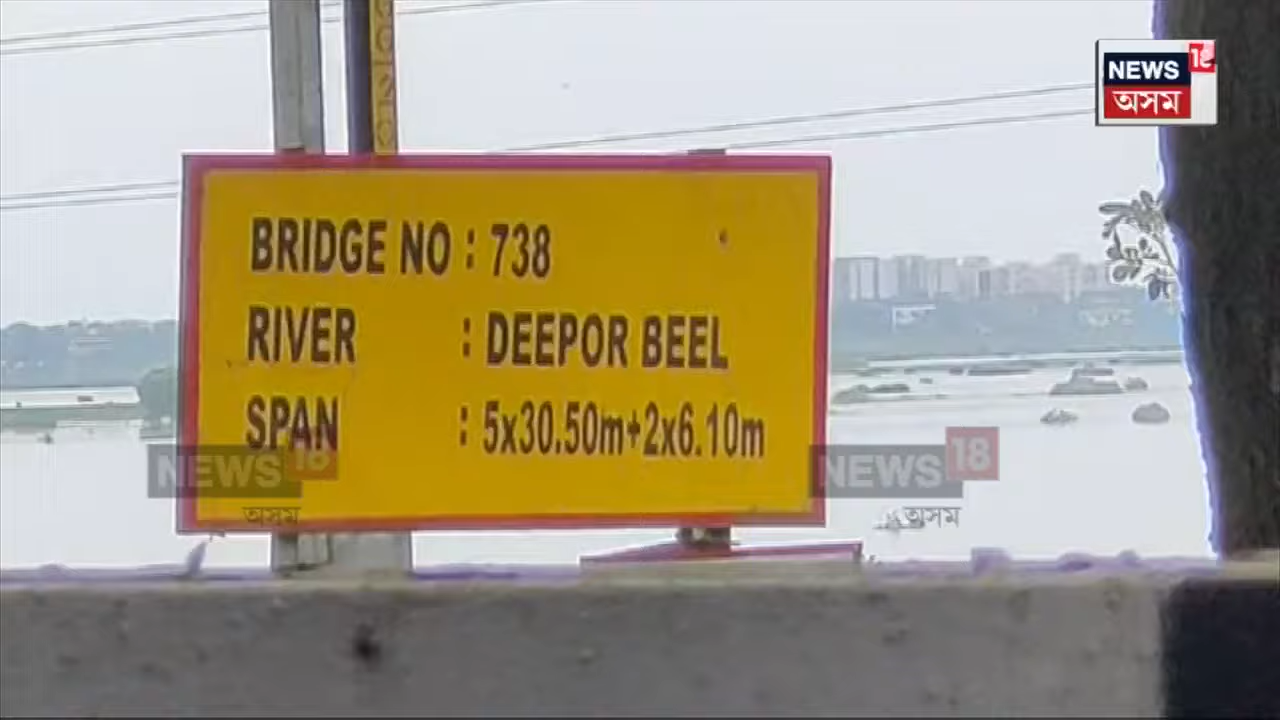 NEWS 18
অসম
BRIDGE NO : 738
RIVER : DEEPOR BEEL
SPAN : 5x30.50m+2x6.10m
NEWS 18
অসম
NEWS 18
অসম